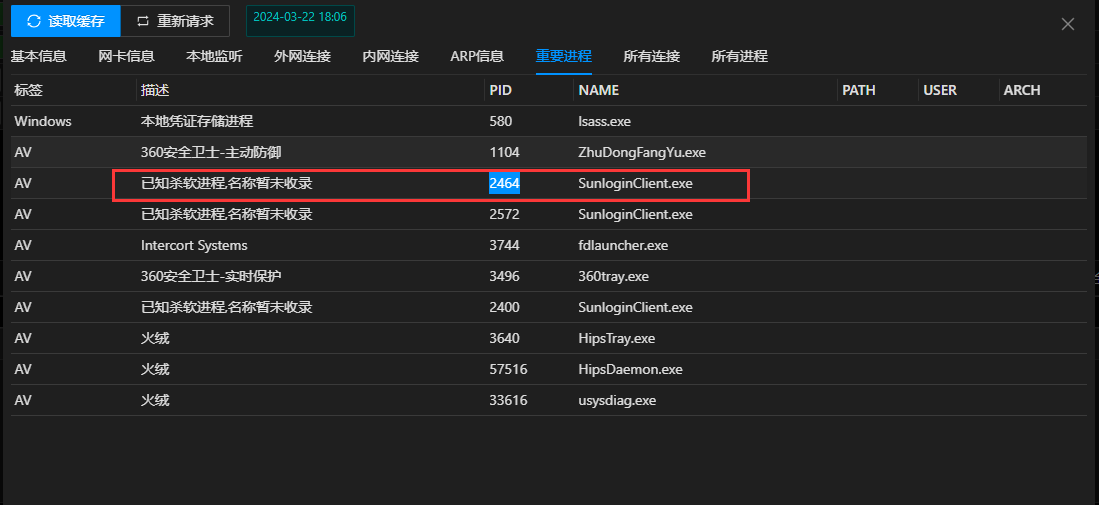 读取缓存 重新请求 2024-03-22 18:06
基本信息 网卡信息 本地监听 外网连接 内网连接 ARP信息 重要进程 所有连接 所有进程
标签 描述 PID NAME PATH USER ARCH
Windows 本地凭证存储进程 580 lsass.exe
AV 360安全卫士-主动防御 1104 ZhuDongFangYu.exe
AV 已知杀软进程,名称暂未收录 2464 SunloginClient.exe
AV 已知杀软进程,名称暂未收录 2572 SunloginClient.exe
AV Intercort Systems 3744 fdlauncher.exe
AV 360安全卫士-实时保护 3496 360tray.exe
AV 已知杀软进程,名称暂未收录 2400 SunloginClient.exe
AV 火绒 3640 HipsTray.exe
AV 火绒 57516 HipsDaemon.exe
AV 火绒 33616 usysdiag.exe